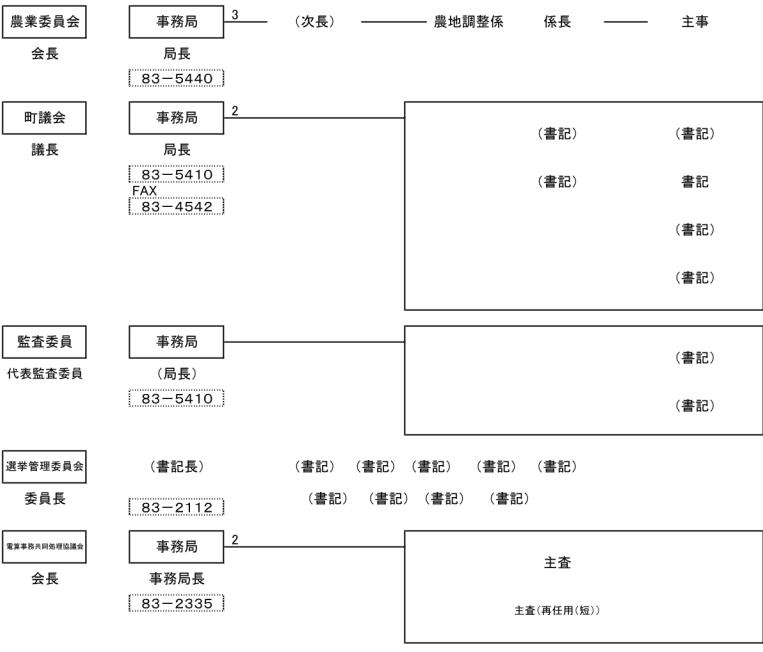 農業委員会 事務局 3 (次長) 農地調整係 係長 主事
会長 局長
83－5440
町議会 事務局 2
(書記) (書記)
議長 局長
83－5410 (書記) 書記
FAX
83－4542
(書記)
(書記)
監査委員 事務局
(書記)
代表監査委員 (局長)
83－5410 (書記)
選挙管理委員会 (書記長) (書記) (書記) (書記) (書記) (書記)
委員長 (書記) (書記) (書記) (書記)
83－2112
電算事務共同処理協議会 事務局 2
主査
会長 事務局長
83－2335 主査(再任用(短))